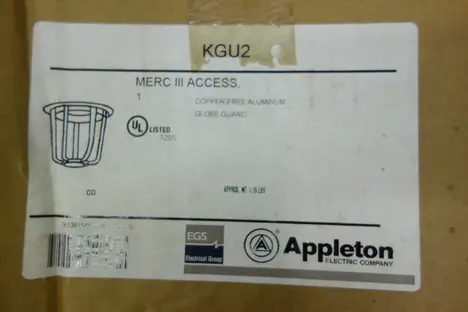 KGU2
MERC III ACCESS.
1
COPPER-FREE ALUMINUM
GLOBE GUARD
UL LISTED
CO
APPROX. WT. 1.15 LBS
EGS
Electrical Group
Appleton
ELECTRIC COMPANY